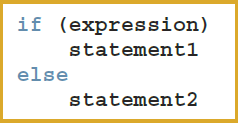 if (expression)
    statement1
else
    statement2